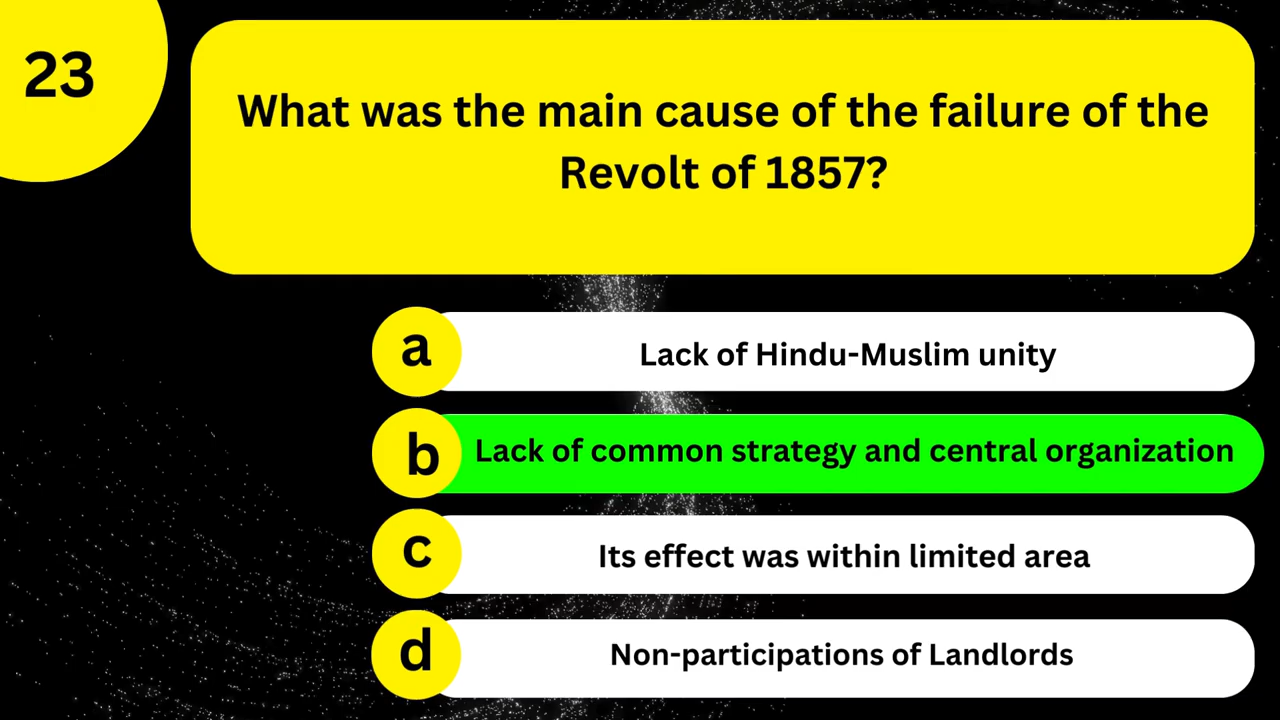 23
What was the main cause of the failure of the
Revolt of 1857?
a
Lack of Hindu-Muslim unity
b
Lack of common strategy and central organization
c
Its effect was within limited area
d
Non-participations of Landlords